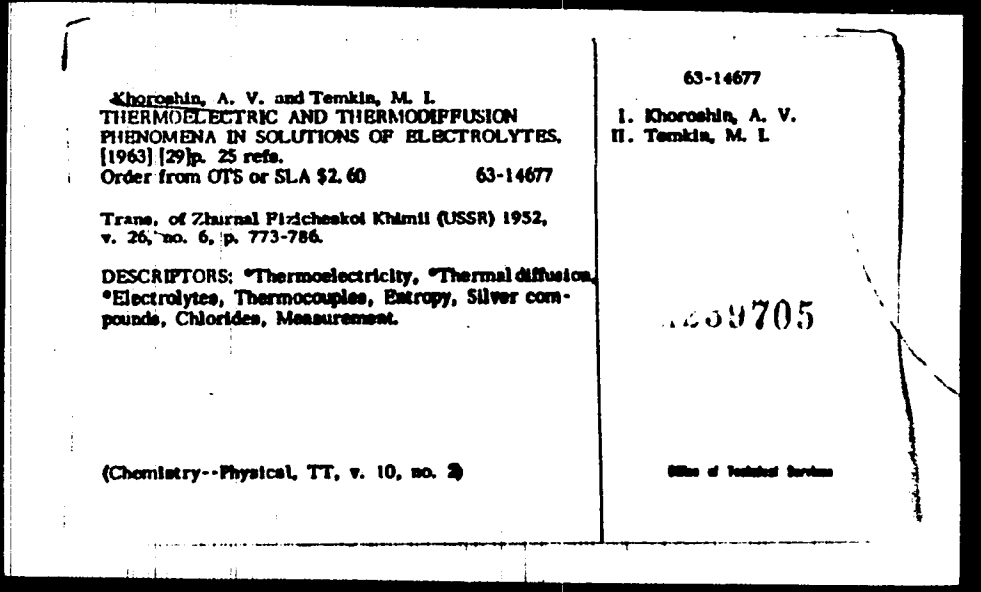 Khoroshin, A. V. and Temkin, M. I.
THERMOELECTRIC AND THERMODIFFUSION
PHENOMENA IN SOLUTIONS OF ELECTROLYTES.
[1963] [29]p. 25 refs.
Order from OTS or SLA $2.60 63-14677
Trans. of Zhurnal Fizicheskoi Khimii (USSR) 1952,
v. 26, no. 6, p. 773-786.
DESCRIPTORS: *Thermoelectricity, *Thermal diffusion,
*Electrolytes, Thermocouples, Entropy, Silver com-
pounds, Chlorides, Measurement.
(Chemistry--Physical, TT, v. 10, no. 2)
63-14677
I. Khoroshin, A. V.
II. Temkin, M. I.
Office of Technical Services